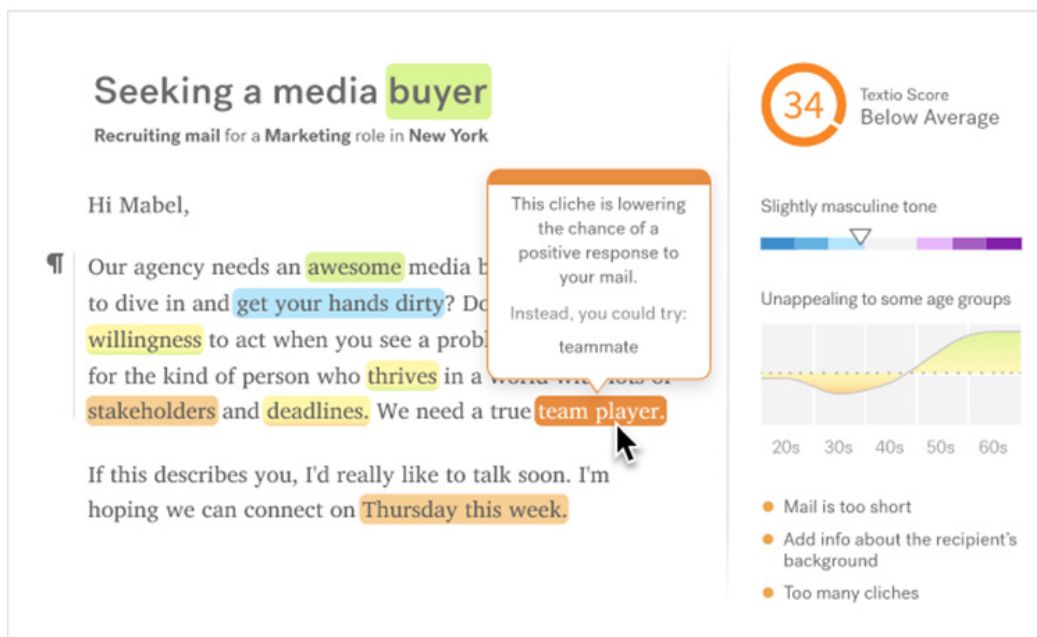 Seeking a media buyer
Recruiting mail for a Marketing role in New York
Hi Mabel,
¶ Our agency needs an awesome media b
to dive in and get your hands dirty? Do
willingness to act when you see a probl
for the kind of person who thrives in a world with lots of
stakeholders and deadlines. We need a true team player.
If this describes you, I'd really like to talk soon. I'm
hoping we can connect on Thursday this week.
This cliche is lowering
the chance of a
positive response to
your mail.
Instead, you could try:
teammate
34
Textio Score
Below Average
Slightly masculine tone
Unappealing to some age groups
20s 30s 40s 50s 60s
Mail is too short
Add info about the recipient's
background
Too many cliches